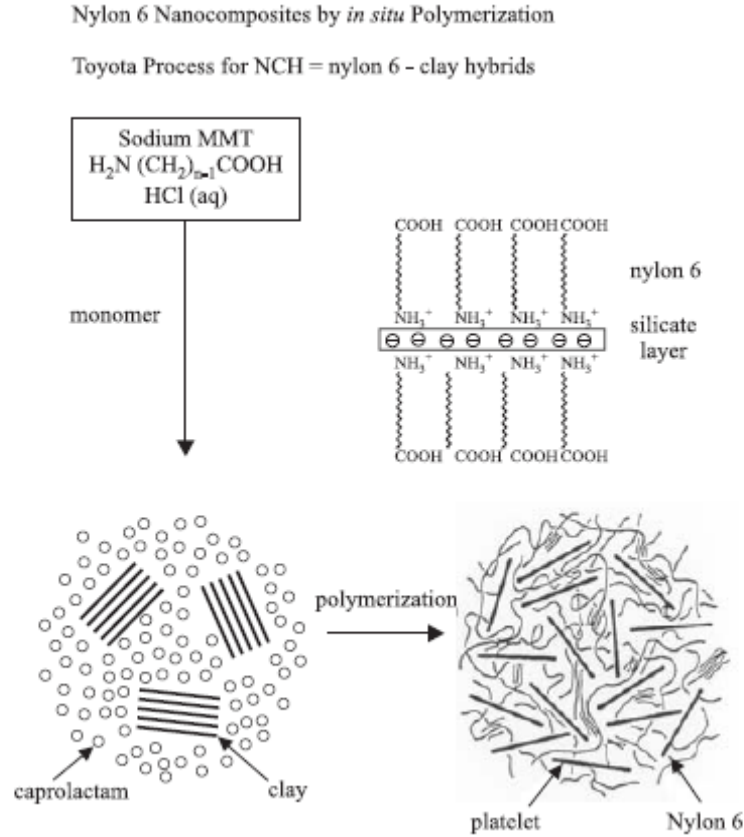 Nylon 6 Nanocomposites by in situ Polymerization
Toyota Process for NCH = nylon 6 - clay hybrids
Sodium MMT
H₂N (CH₂)ₙ₋₁COOH
HCl (aq)
monomer
COOH COOH COOH COOH
nylon 6
NH₃⁺ NH₃⁺ NH₃⁺ NH₃⁺
⊖ ⊖ ⊖ ⊖ ⊖ ⊖ ⊖ ⊖
silicate
layer
NH₃⁺ NH₃⁺ NH₃⁺ NH₃⁺
COOH COOH COOH COOH
polymerization
caprolactam
clay
platelet
Nylon 6